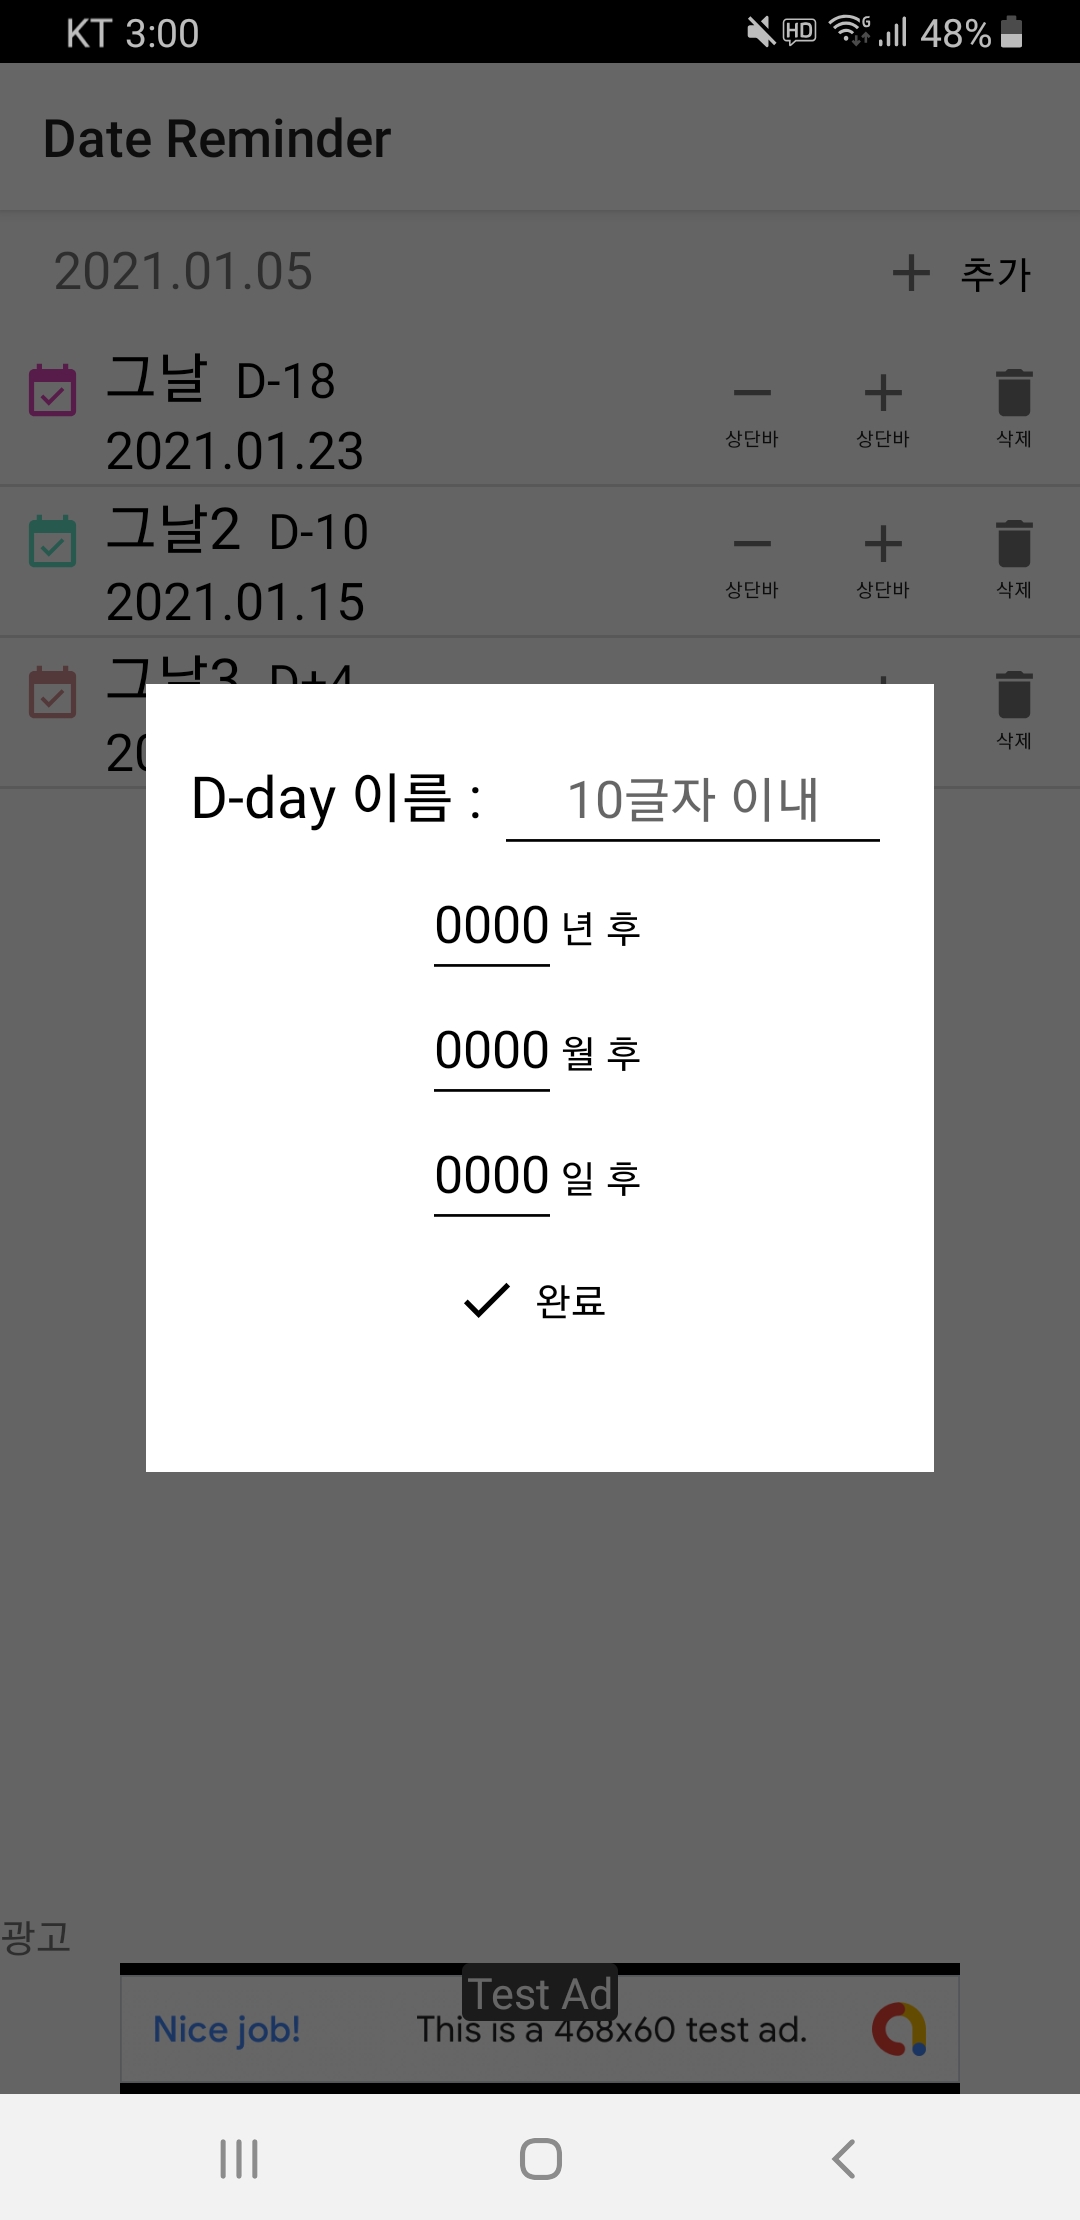 KT 3:00 HD 48%
Date Reminder
2021.01.05 추가
그날 D-18
2021.01.23
상단바 상단바 삭제
그날2 D-10
2021.01.15
상단바 상단바 삭제
그날3 D+4
20
삭제
D-day 이름 : 10글자 이내
0000 년 후
0000 월 후
0000 일 후
완료
광고
Test Ad
Nice job! This is a 468x60 test ad.